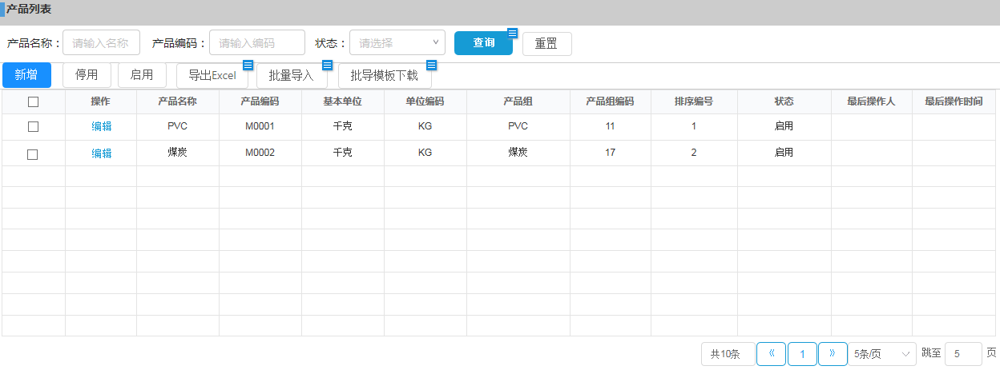 产品列表
产品名称： 请输入名称 产品编码： 请输入编码 状态： 请选择 查询 重置
新增 停用 启用 导出Excel 批量导入 批导模板下载
操作 产品名称 产品编码 基本单位 单位编码 产品组 产品组编码 排序编号 状态 最后操作人 最后操作时间
编辑 PVC M0001 千克 KG PVC 11 1 启用
编辑 煤炭 M0002 千克 KG 煤炭 17 2 启用
共10条 《 1 》 5条/页 跳至 5 页